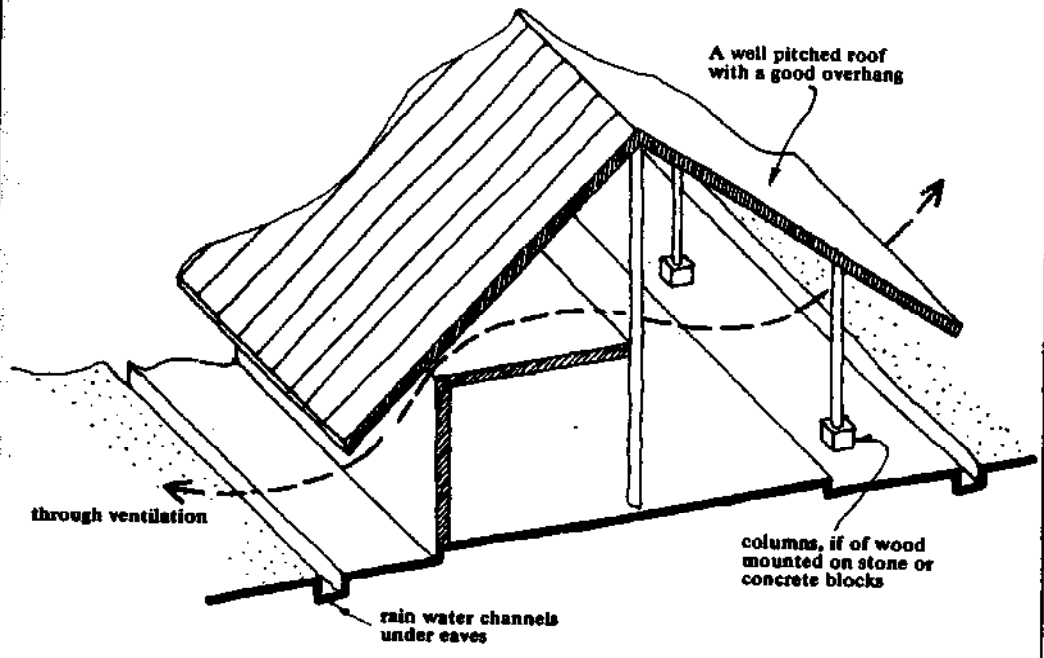 A well pitched roof
with a good overhang
through ventilation
columns, if of wood
mounted on stone or
concrete blocks
rain water channels
under eaves